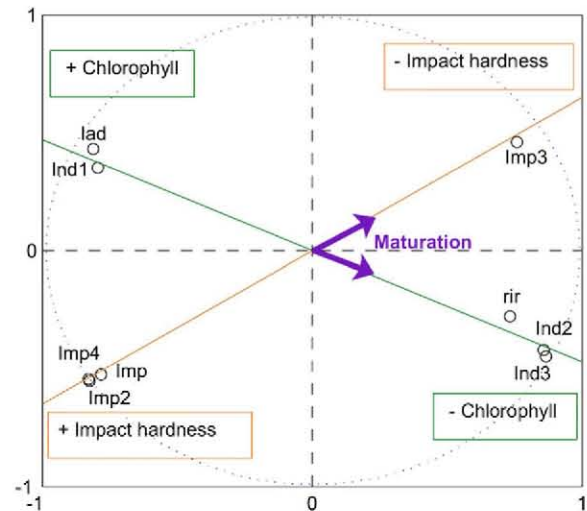 1
+ Chlorophyll
- Impact hardness
Iad
Ind1
Imp3
0
Maturation
rir
Ind2
Ind3
Imp4
Imp
Imp2
+ Impact hardness
- Chlorophyll
-1
-1
0
1